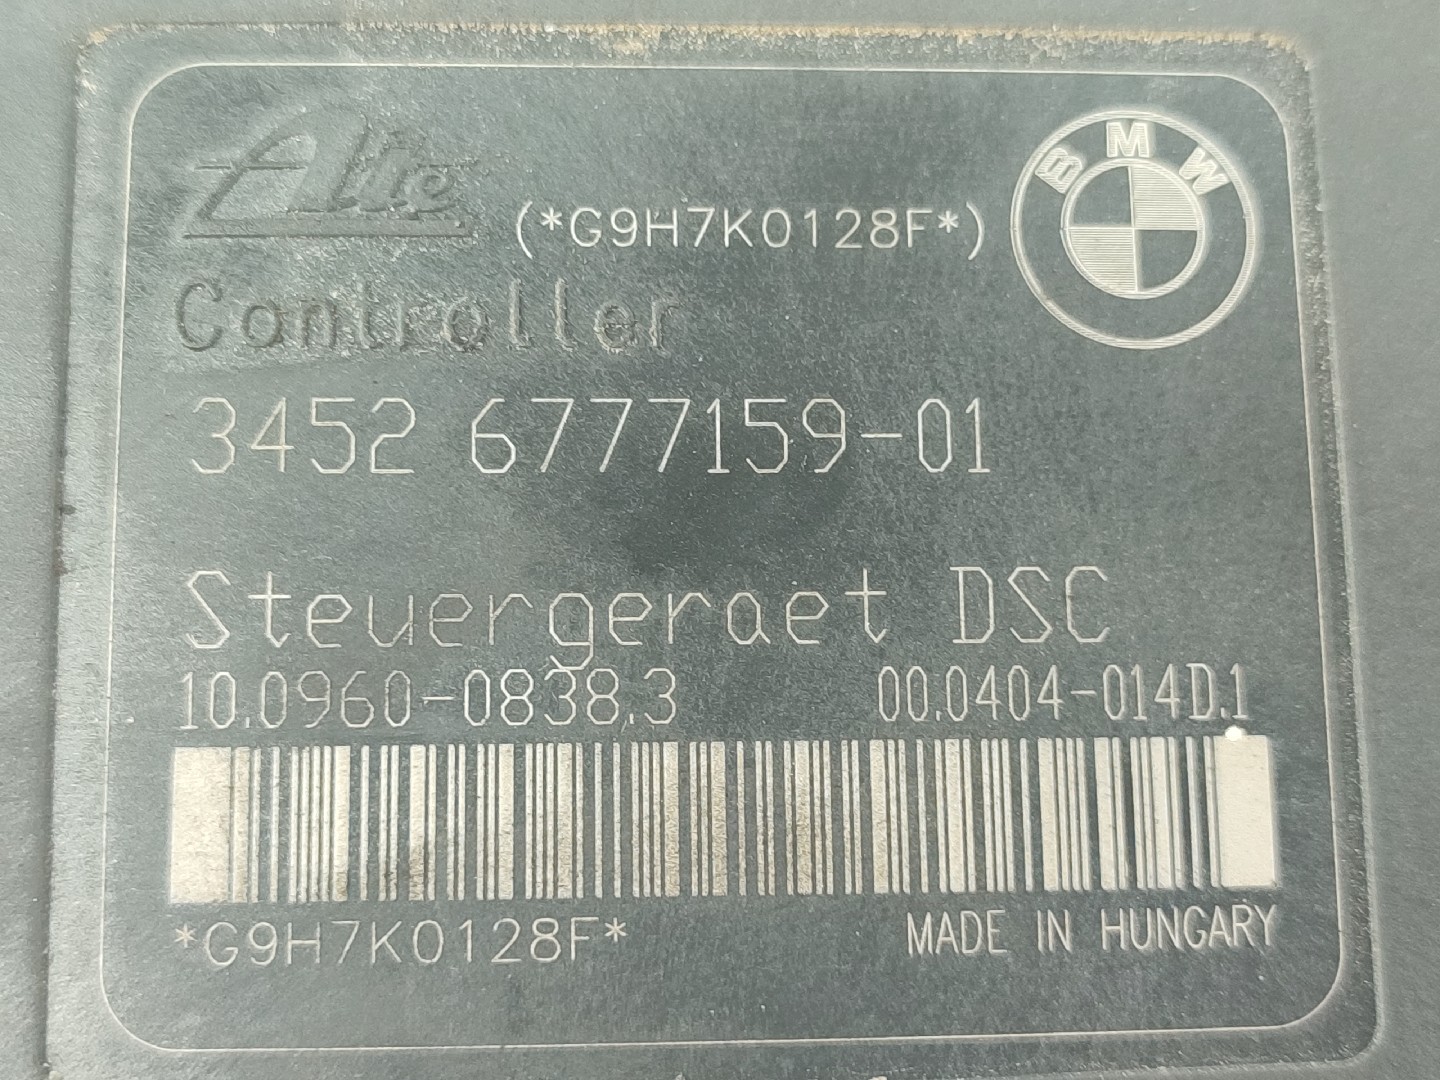 Ate
(*G9H7K0128F*)
BMW
Controller
3452 6777159-01
Steuergeraet DSC
10.0960-0838.3 00.0404-014D.1
*G9H7K0128F* MADE IN HUNGARY